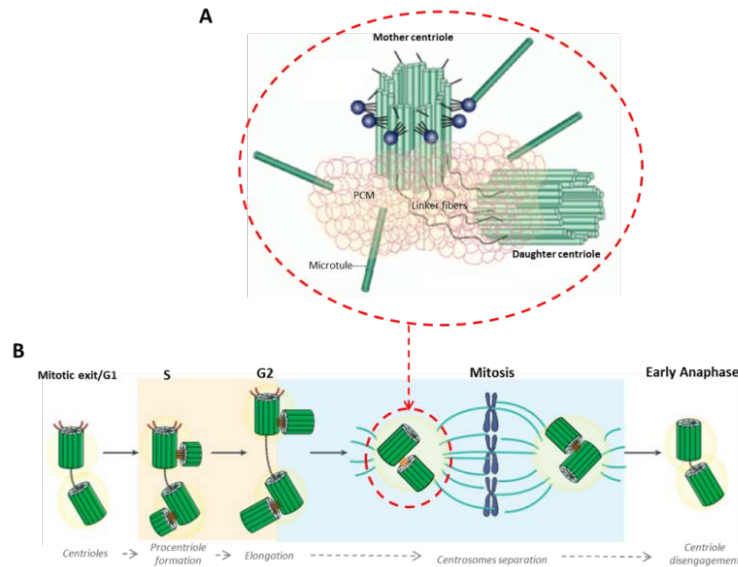 A
Mother centriole
PCM
Linker fibers
Microtule
Daughter centriole
B
Mitotic exit/G1
S
G2
Mitosis
Early Anaphase
Centrioles
Procentriole
formation
Elongation
Centrosomes separation
Centriole
disengagement